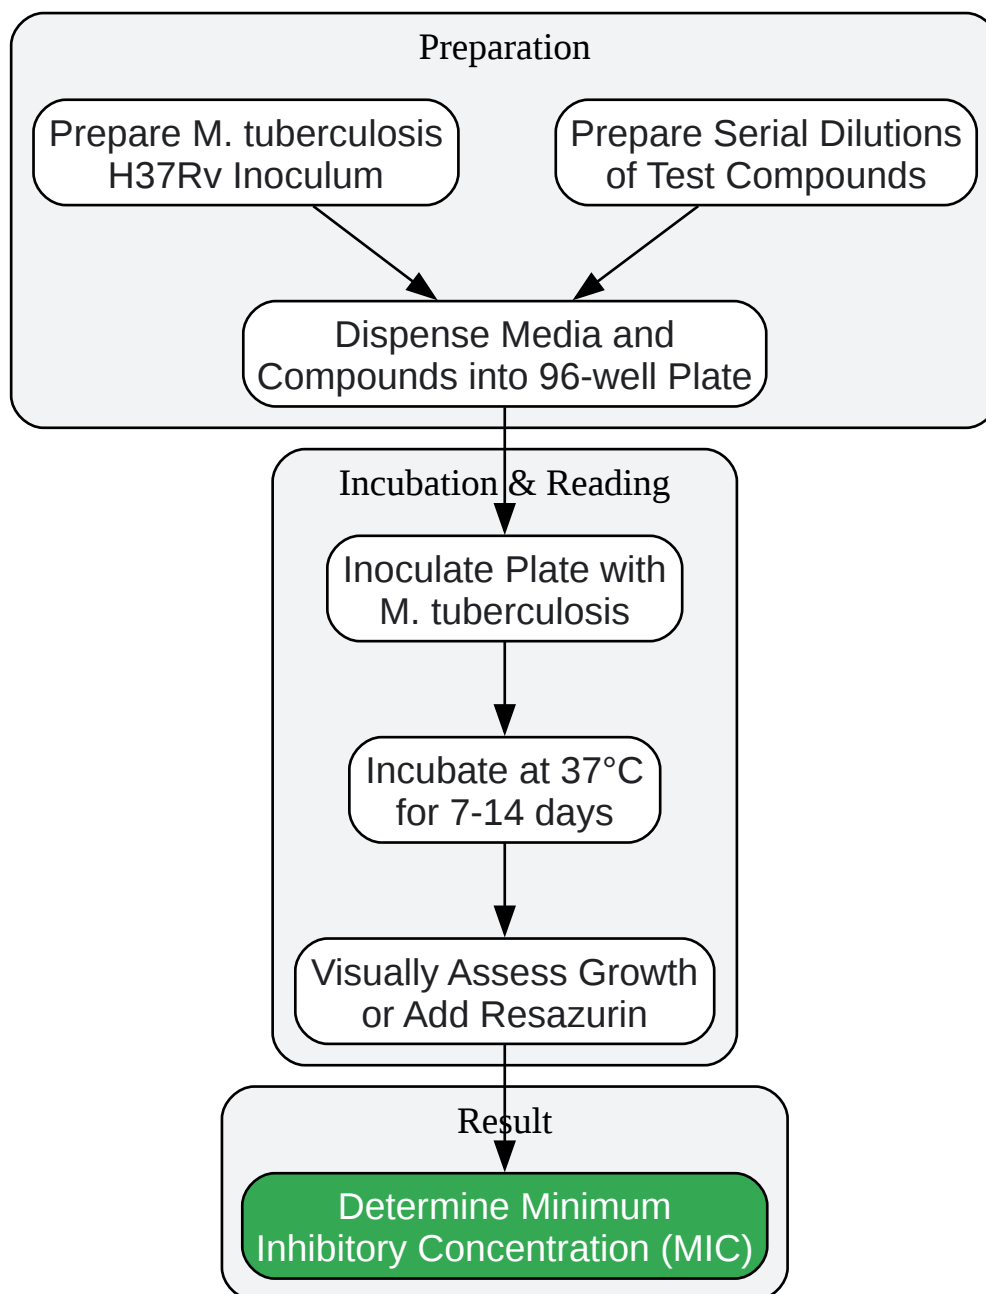 Preparation
Prepare M. tuberculosis
H37Rv Inoculum
Prepare Serial Dilutions
of Test Compounds
Dispense Media and
Compounds into 96-well Plate
Incubation & Reading
Inoculate Plate with
M. tuberculosis
Incubate at 37°C
for 7-14 days
Visually Assess Growth
or Add Resazurin
Result
Determine Minimum
Inhibitory Concentration (MIC)